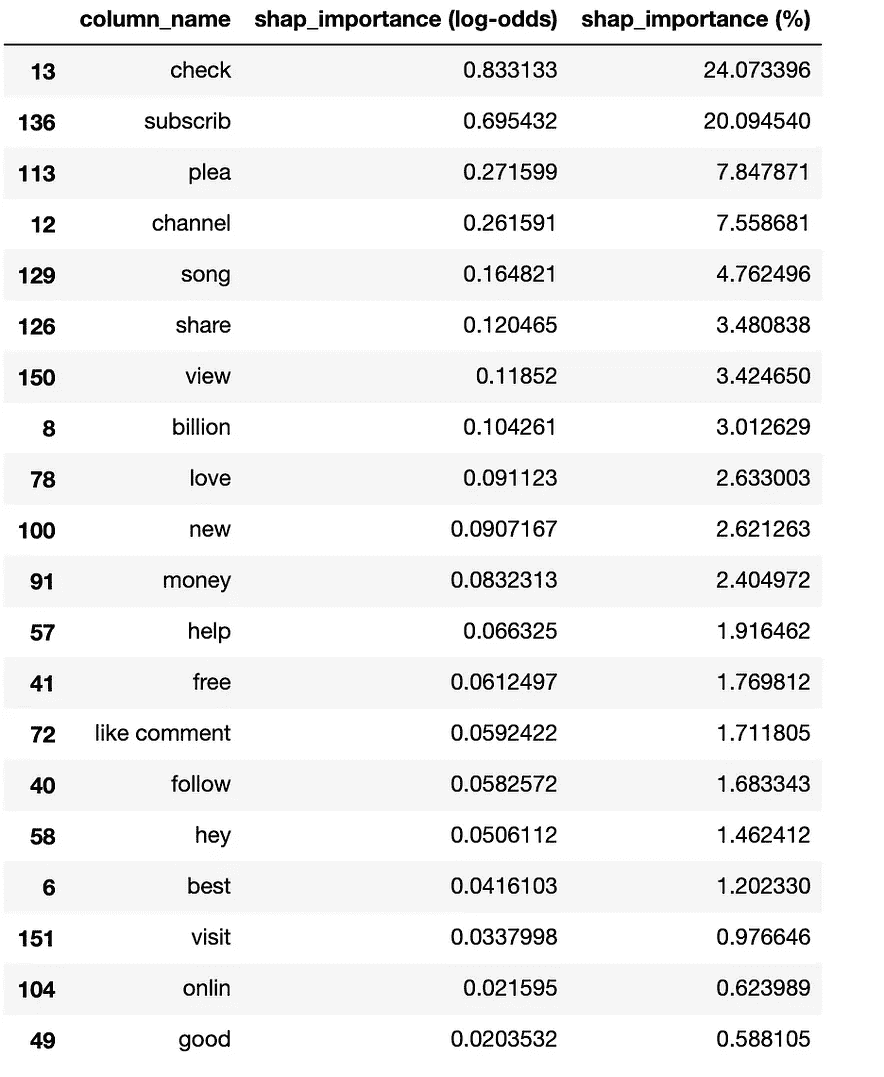 column_name shap_importance (log-odds) shap_importance (%)
13 check 0.833133 24.073396
136 subscrib 0.695432 20.094540
113 plea 0.271599 7.847871
12 channel 0.261591 7.558681
129 song 0.164821 4.762496
126 share 0.120465 3.480838
150 view 0.11852 3.424650
8 billion 0.104261 3.012629
78 love 0.091123 2.633003
100 new 0.0907167 2.621263
91 money 0.0832313 2.404972
57 help 0.066325 1.916462
41 free 0.0612497 1.769812
72 like comment 0.0592422 1.711805
40 follow 0.0582572 1.683343
58 hey 0.0506112 1.462412
6 best 0.0416103 1.202330
151 visit 0.0337998 0.976646
104 onlin 0.021595 0.623989
49 good 0.0203532 0.588105